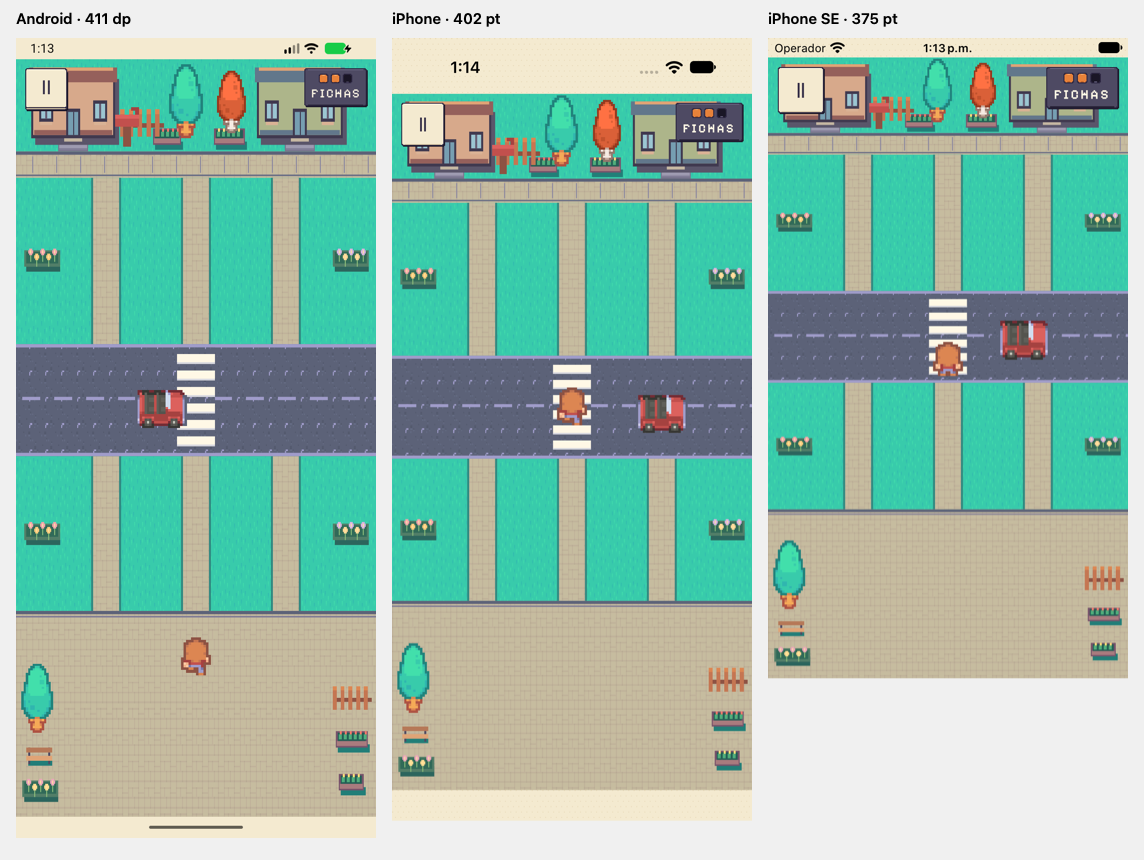 Android · 411 dp
iPhone · 402 pt
iPhone SE · 375 pt
1:13
1:14
Operador
1:13 p.m.
FICHAS
FICHAS
FICHAS